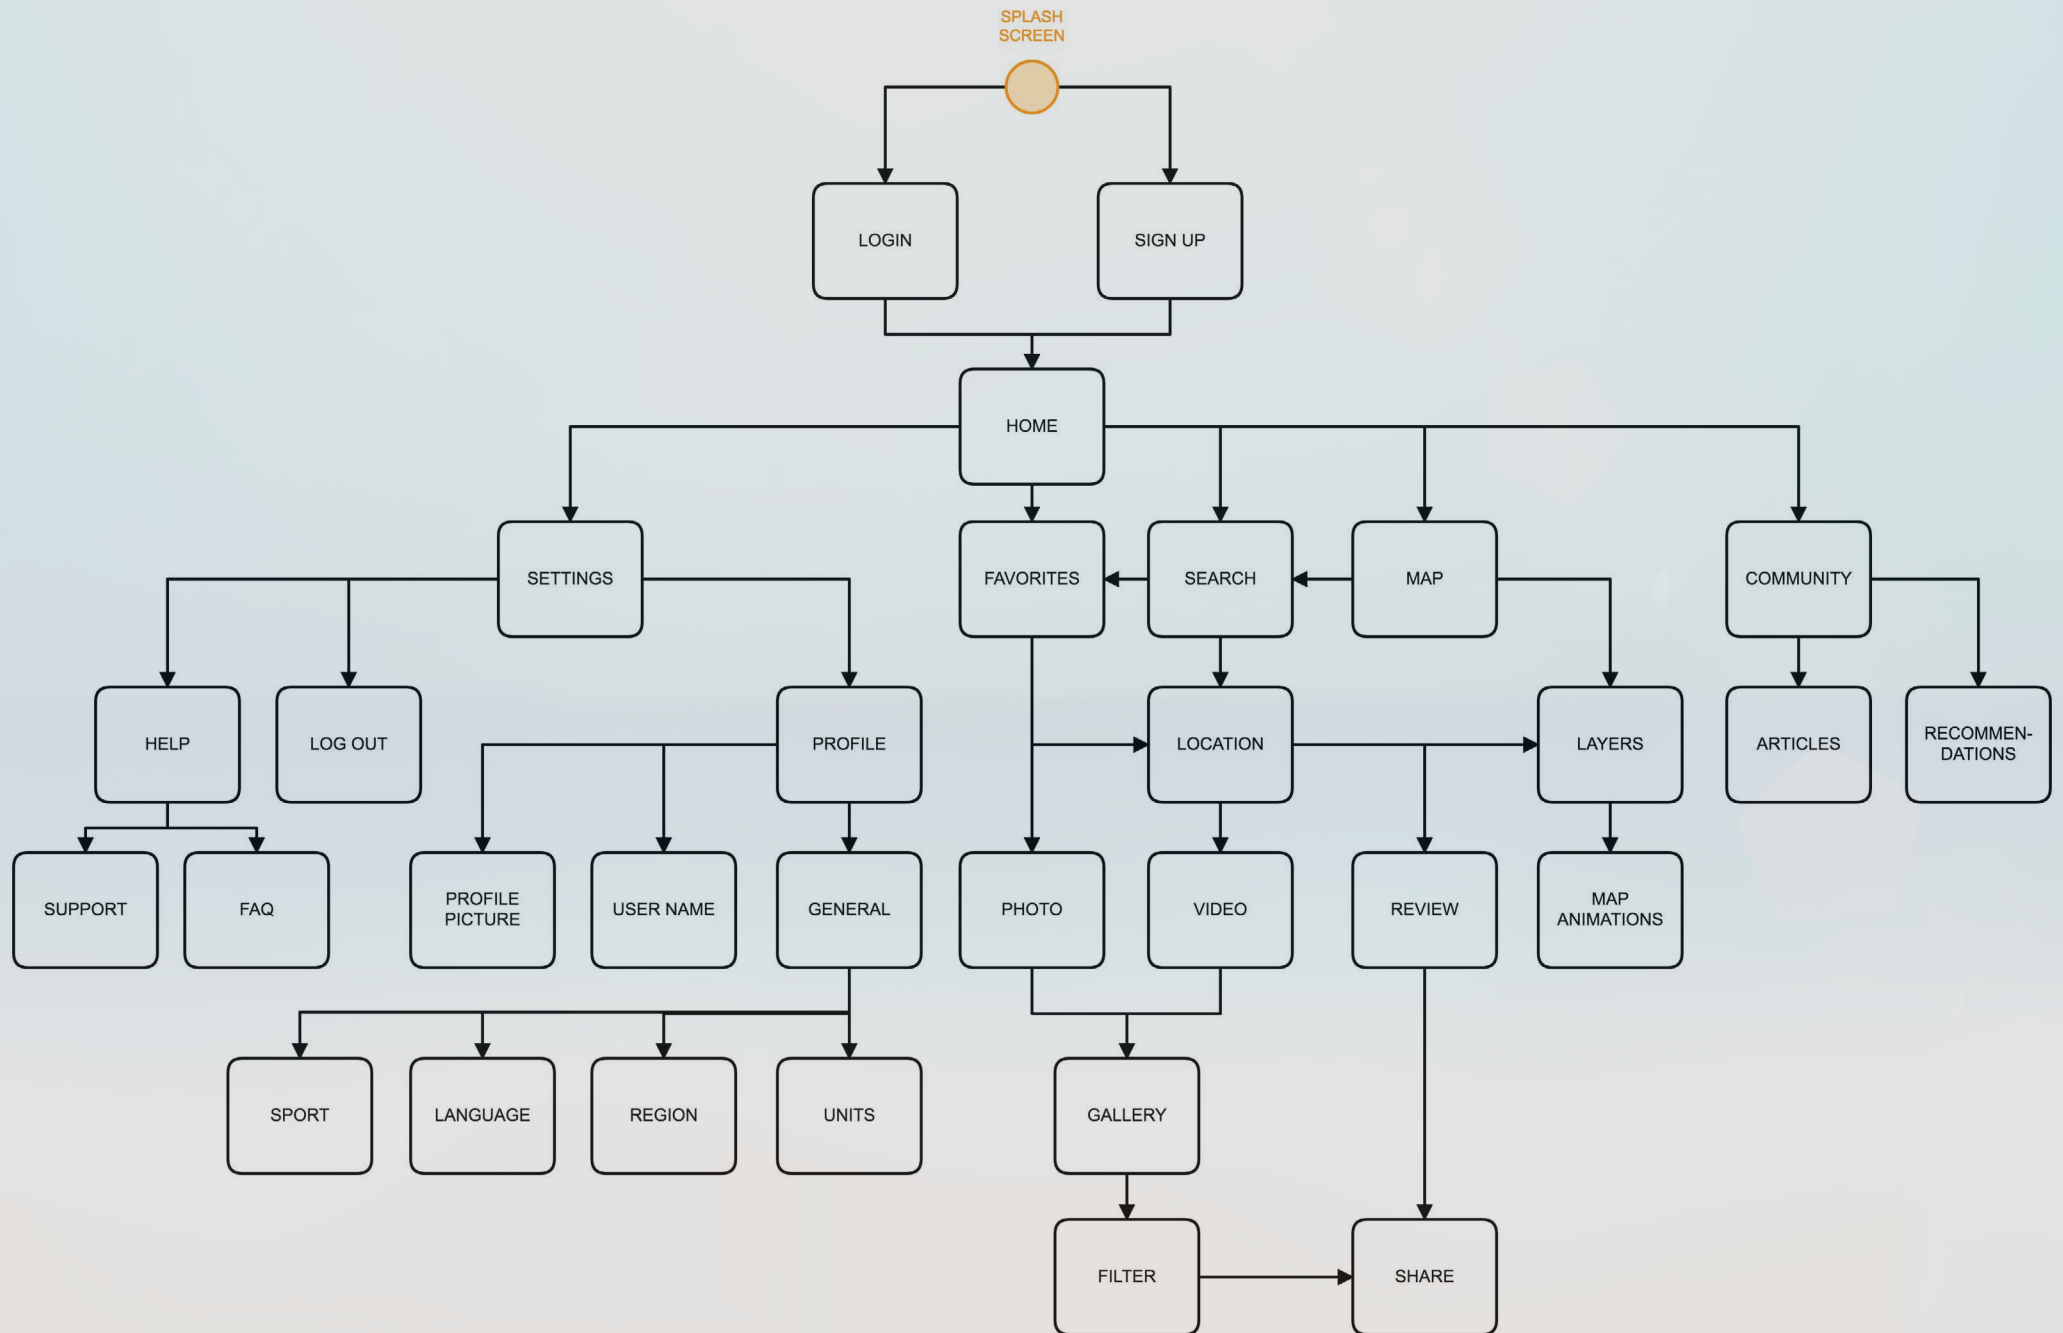 SPLASH
SCREEN
LOGIN
SIGN UP
HOME
SETTINGS
FAVORITES
SEARCH
MAP
COMMUNITY
HELP
LOG OUT
PROFILE
LOCATION
LAYERS
ARTICLES
RECOMMEN-
DATIONS
SUPPORT
FAQ
PROFILE
PICTURE
USER NAME
GENERAL
PHOTO
VIDEO
REVIEW
MAP
ANIMATIONS
SPORT
LANGUAGE
REGION
UNITS
GALLERY
FILTER
SHARE